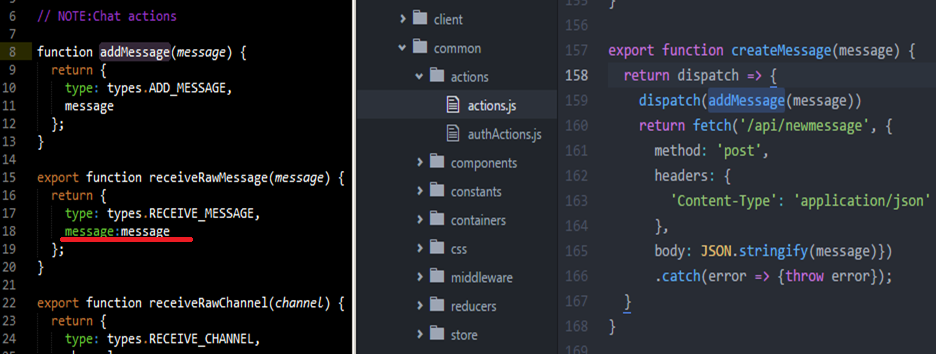 6 // NOTE:Chat actions
7
8 function addMessage(message) {
9 return {
10 type: types.ADD_MESSAGE,
11 message
12 };
13 }
14
15 export function receiveRawMessage(message) {
16 return {
17 type: types.RECEIVE_MESSAGE,
18 message:message
19 };
20 }
21
22 export function receiveRawChannel(channel) {
23 return {
24 type: types.RECEIVE_CHANNEL,
client
common
actions
actions.js
authActions.js
components
constants
containers
css
middleware
reducers
store
155 }
156
157 export function createMessage(message) {
158 return dispatch => {
159 dispatch(addMessage(message))
160 return fetch('/api/newmessage', {
161 method: 'post',
162 headers: {
163 'Content-Type': 'application/json'
164 },
165 body: JSON.stringify(message)})
166 .catch(error => {throw error});
167 }
168 }
169